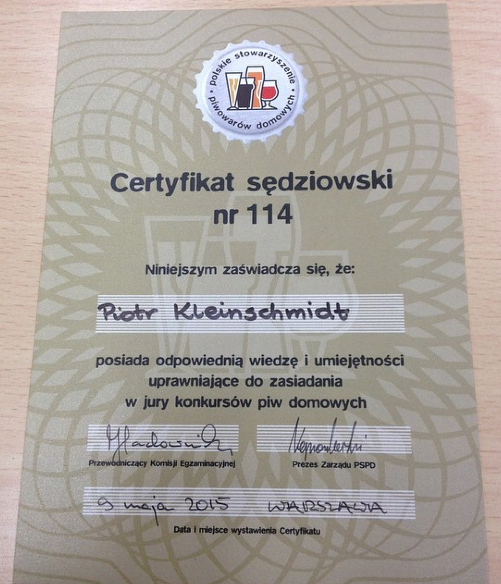 • polskie stowarzyszenie •
piwowarów domowych
Certyfikat sędziowski
nr 114
Niniejszym zaświadcza się, że:
Piotr Kleinschmidt
posiada odpowiednią wiedzę i umiejętności
uprawniające do zasiadania
w jury konkursów piw domowych
Przewodniczący Komisji Egzaminacyjnej
Prezes Zarządu PSPD
9 maja 2015 WARSZAWA
Data i miejsce wystawienia Certyfikatu